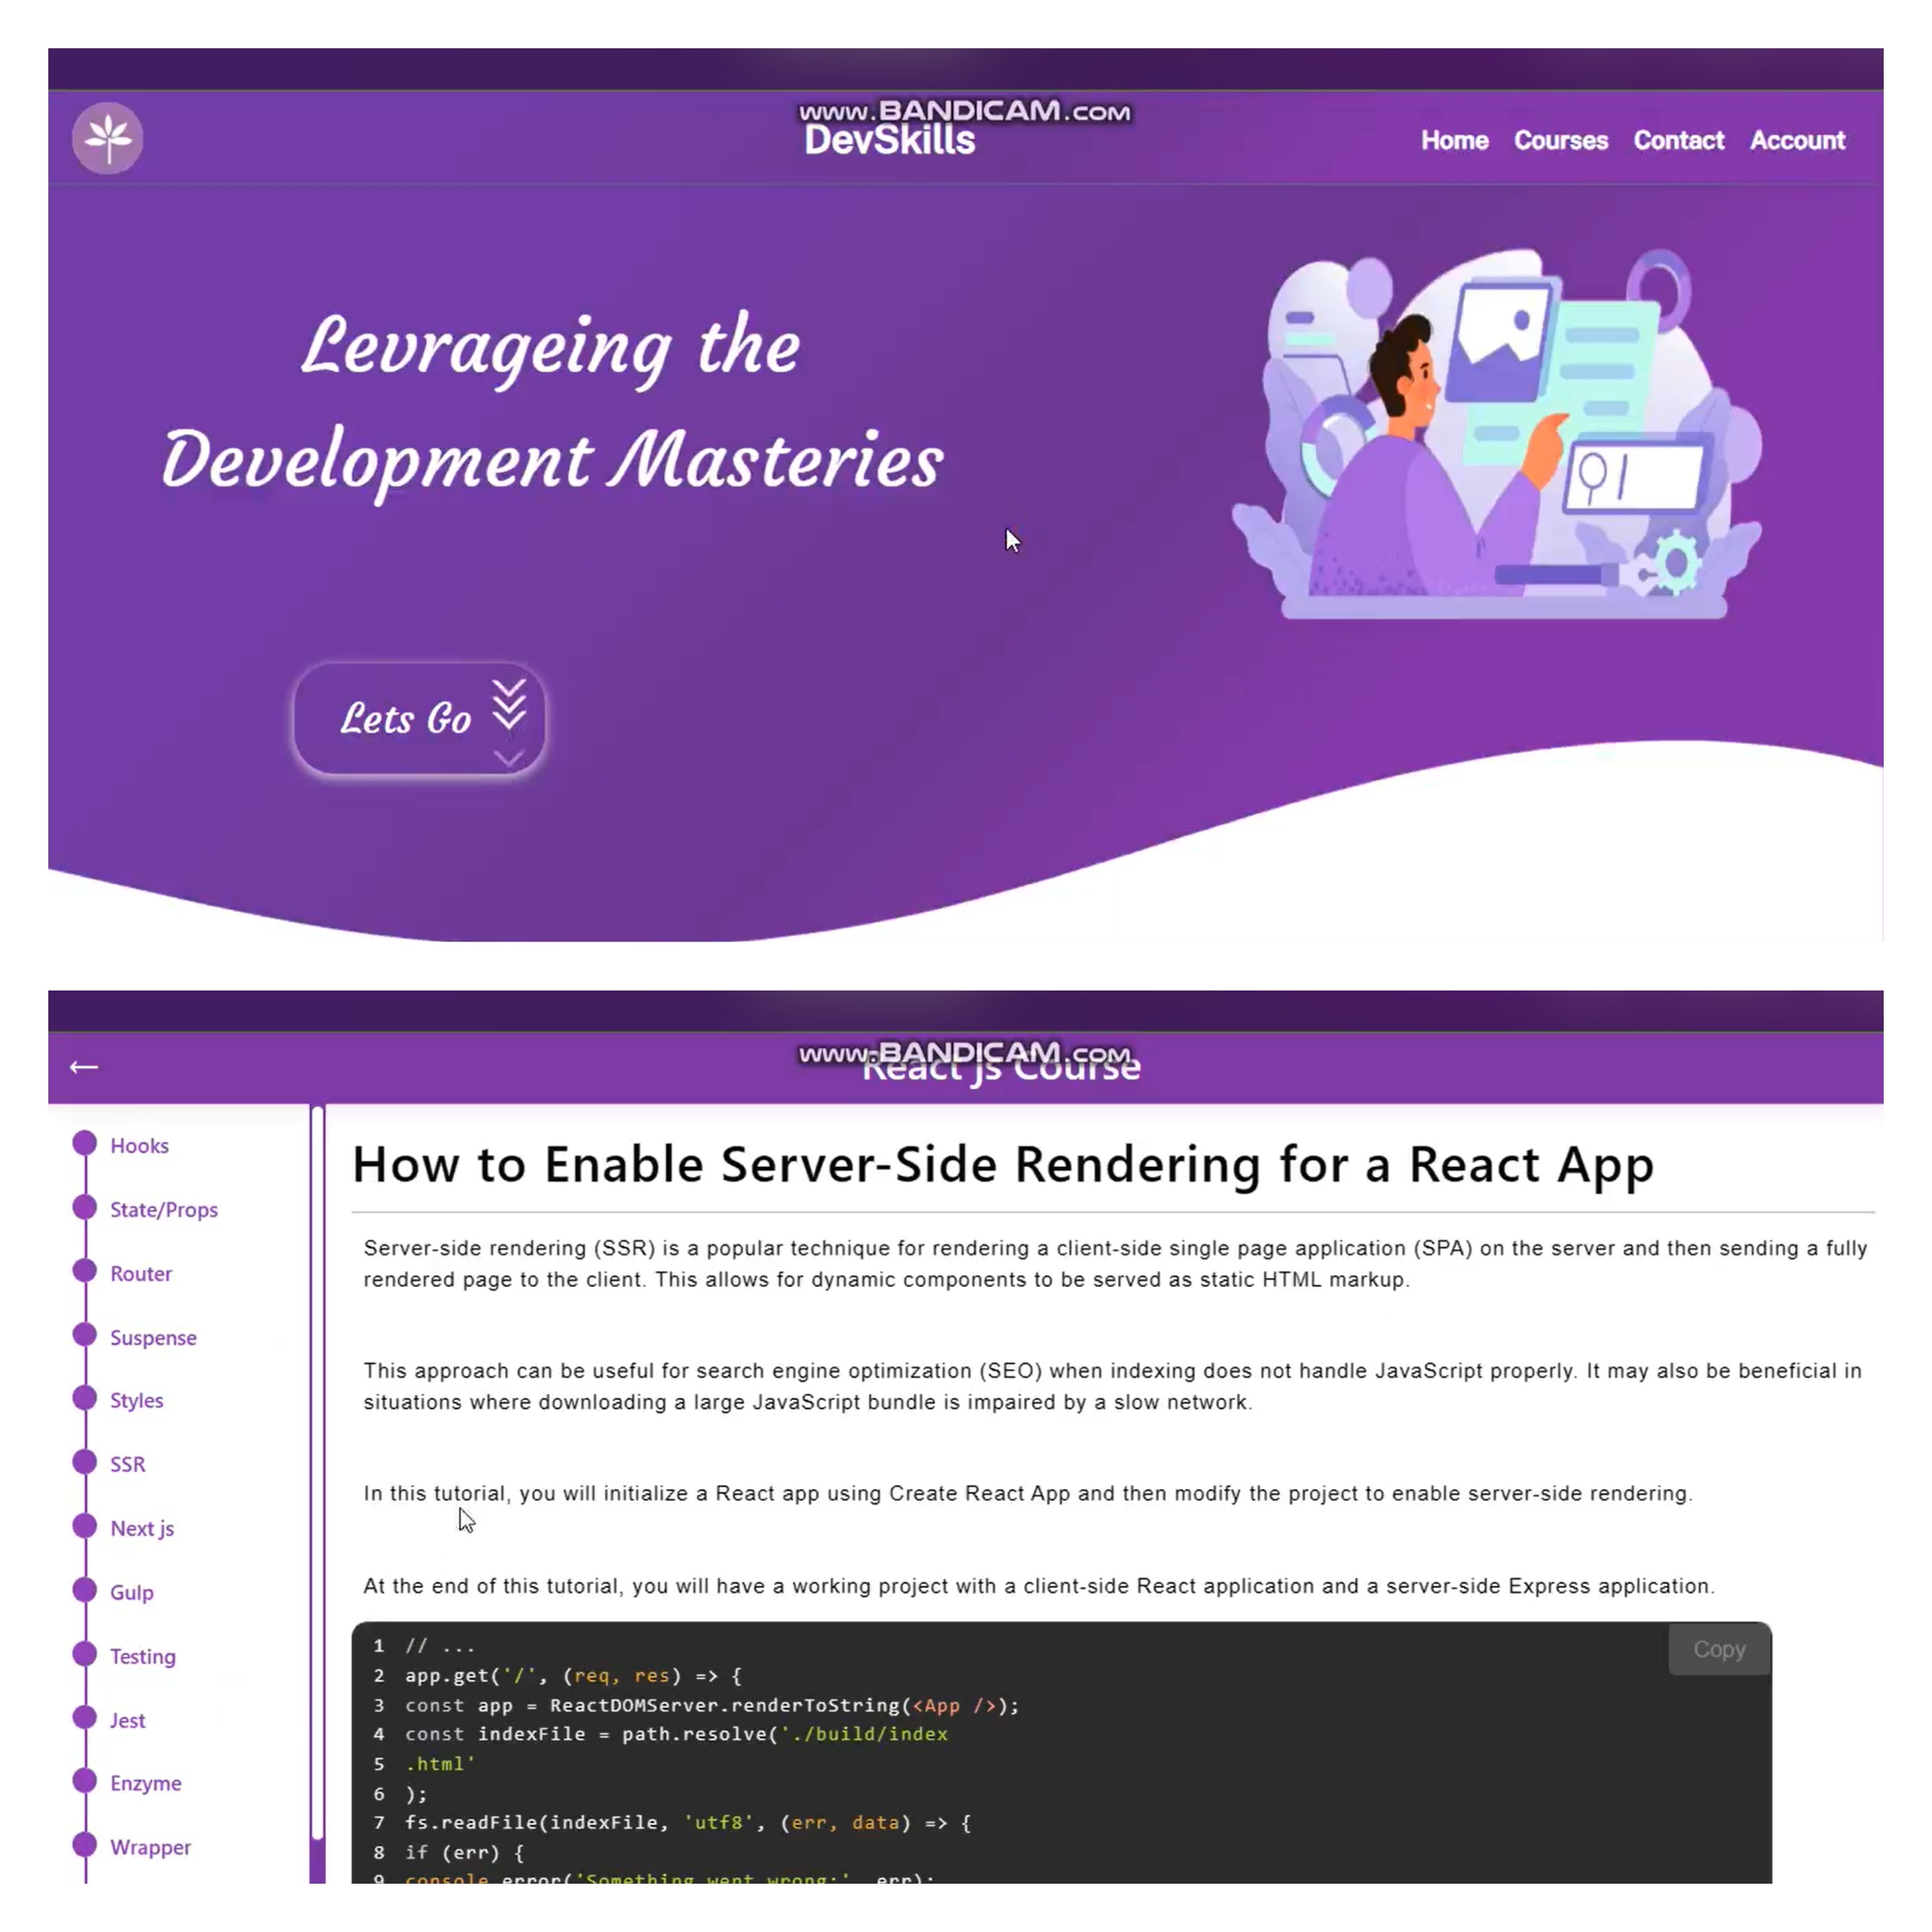 www.BANDICAM.com
DevSkills
Home Courses Contact Account
Levrageing the
Development Masteries
Lets Go
www.BANDICAM.com
React js Course
Hooks
State/Props
Router
Suspense
Styles
SSR
Next js
Gulp
Testing
Jest
Enzyme
Wrapper
How to Enable Server-Side Rendering for a React App
Server-side rendering (SSR) is a popular technique for rendering a client-side single page application (SPA) on the server and then sending a fully
rendered page to the client. This allows for dynamic components to be served as static HTML markup.
This approach can be useful for search engine optimization (SEO) when indexing does not handle JavaScript properly. It may also be beneficial in
situations where downloading a large JavaScript bundle is impaired by a slow network.
In this tutorial, you will initialize a React app using Create React App and then modify the project to enable server-side rendering.
At the end of this tutorial, you will have a working project with a client-side React application and a server-side Express application.
Copy
1 // ...
2 app.get('/', (req, res) => {
3 const app = ReactDOMServer.renderToString(<App />);
4 const indexFile = path.resolve('./build/index
5 .html'
6 );
7 fs.readFile(indexFile, 'utf8', (err, data) => {
8 if (err) {
9 console.error('Something went wrong:', err);